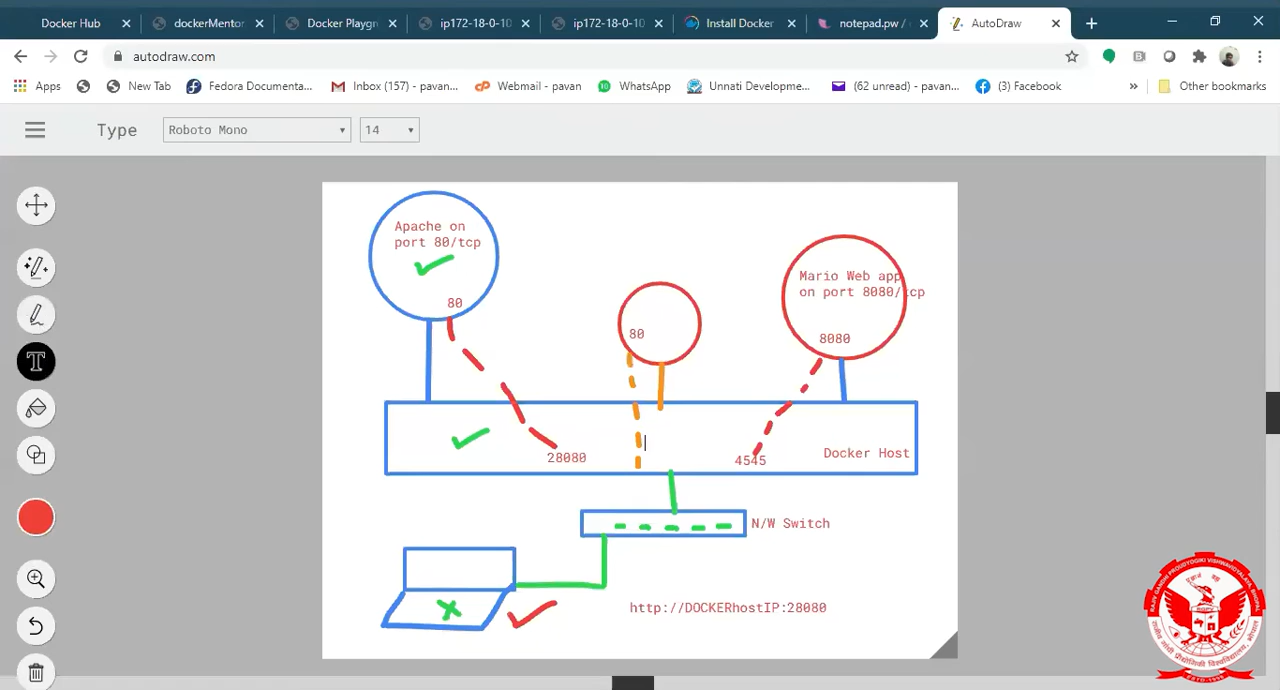 Docker Hub
dockerMentor
Docker Playgr
ip172-18-0-10
ip172-18-0-10
Install Docker
notepad.pw /
AutoDraw
autodraw.com
Apps
New Tab
Fedora Documenta...
Inbox (157) - pavan...
Webmail - pavan
WhatsApp
Unnati Developme...
(62 unread) - pavan...
(3) Facebook
Other bookmarks
Type
Roboto Mono
14
Apache on
port 80/tcp
80
80
Mario Web app
on port 8080/tcp
8080
28080
4545
Docker Host
N/W Switch
http://DOCKERhostIP:28080